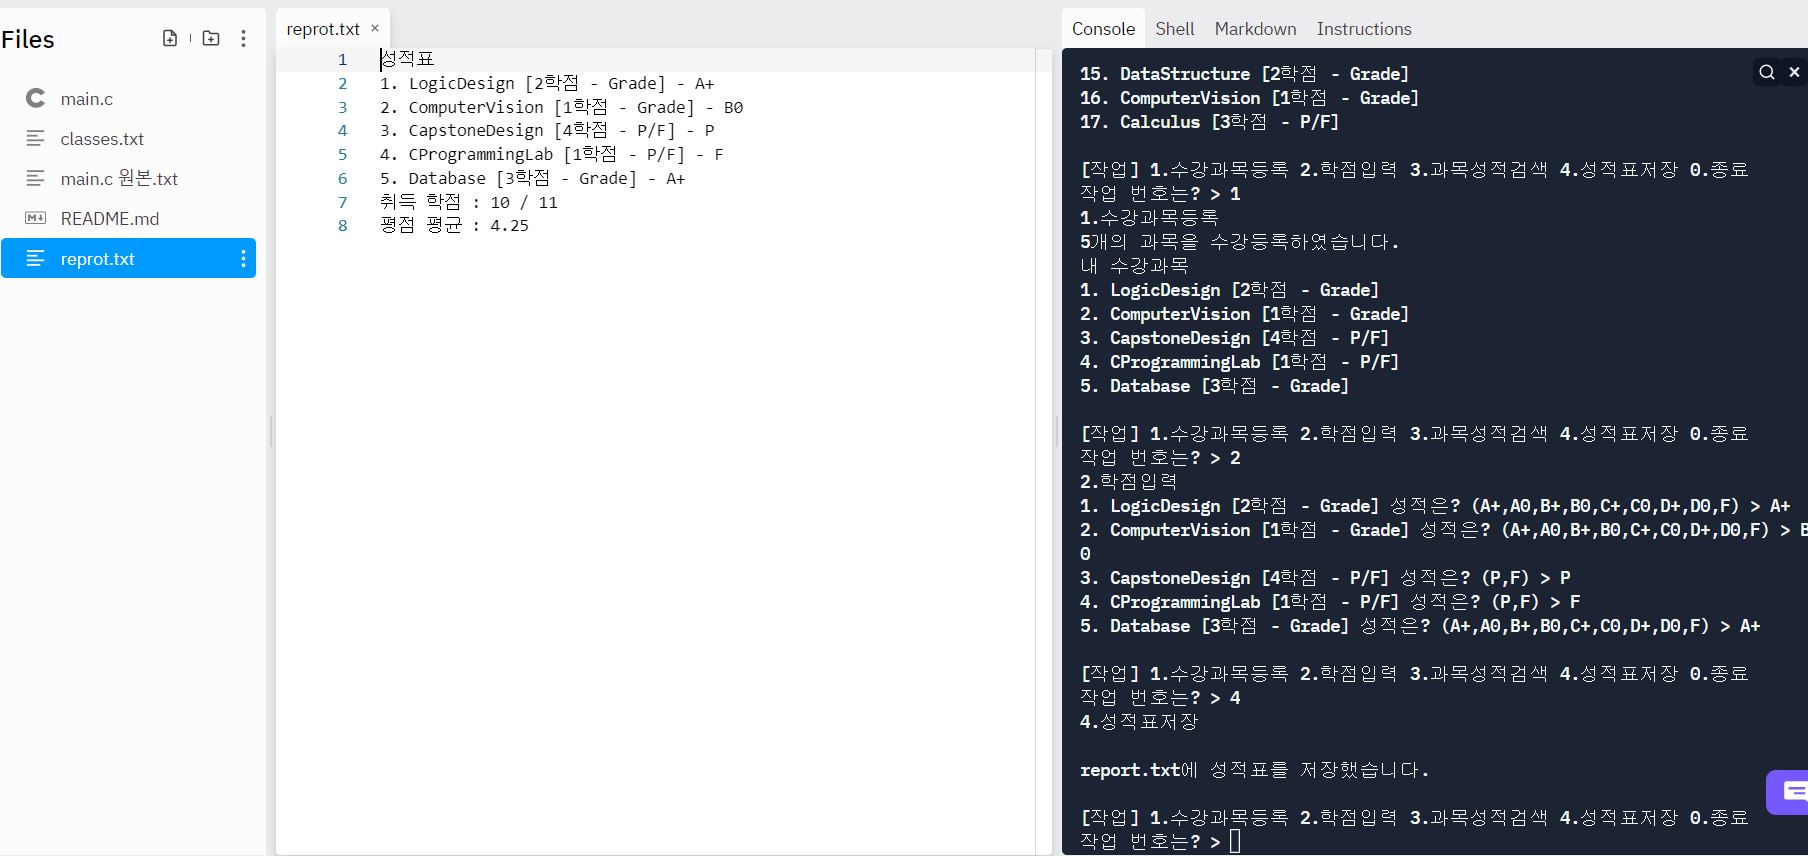 Files
main.c
classes.txt
main.c 원본.txt
README.md
reprot.txt
reprot.txt ×
1 성적표
2 1. LogicDesign [2학점 - Grade] - A+
3 2. ComputerVision [1학점 - Grade] - B0
4 3. CapstoneDesign [4학점 - P/F] - P
5 4. CProgrammingLab [1학점 - P/F] - F
6 5. Database [3학점 - Grade] - A+
7 취득 학점 : 10 / 11
8 평점 평균 : 4.25
Console Shell Markdown Instructions
15. DataStructure [2학점 - Grade]
16. ComputerVision [1학점 - Grade]
17. Calculus [3학점 - P/F]
[작업] 1.수강과목등록 2.학점입력 3.과목성적검색 4.성적표저장 0.종료
작업 번호는? > 1
1.수강과목등록
5개의 과목을 수강등록하였습니다.
내 수강과목
1. LogicDesign [2학점 - Grade]
2. ComputerVision [1학점 - Grade]
3. CapstoneDesign [4학점 - P/F]
4. CProgrammingLab [1학점 - P/F]
5. Database [3학점 - Grade]
[작업] 1.수강과목등록 2.학점입력 3.과목성적검색 4.성적표저장 0.종료
작업 번호는? > 2
2.학점입력
1. LogicDesign [2학점 - Grade] 성적은? (A+,A0,B+,B0,C+,C0,D+,D0,F) > A+
2. ComputerVision [1학점 - Grade] 성적은? (A+,A0,B+,B0,C+,C0,D+,D0,F) > B
0
3. CapstoneDesign [4학점 - P/F] 성적은? (P,F) > P
4. CProgrammingLab [1학점 - P/F] 성적은? (P,F) > F
5. Database [3학점 - Grade] 성적은? (A+,A0,B+,B0,C+,C0,D+,D0,F) > A+
[작업] 1.수강과목등록 2.학점입력 3.과목성적검색 4.성적표저장 0.종료
작업 번호는? > 4
4.성적표저장
report.txt에 성적표를 저장했습니다.
[작업] 1.수강과목등록 2.학점입력 3.과목성적검색 4.성적표저장 0.종료
작업 번호는? >